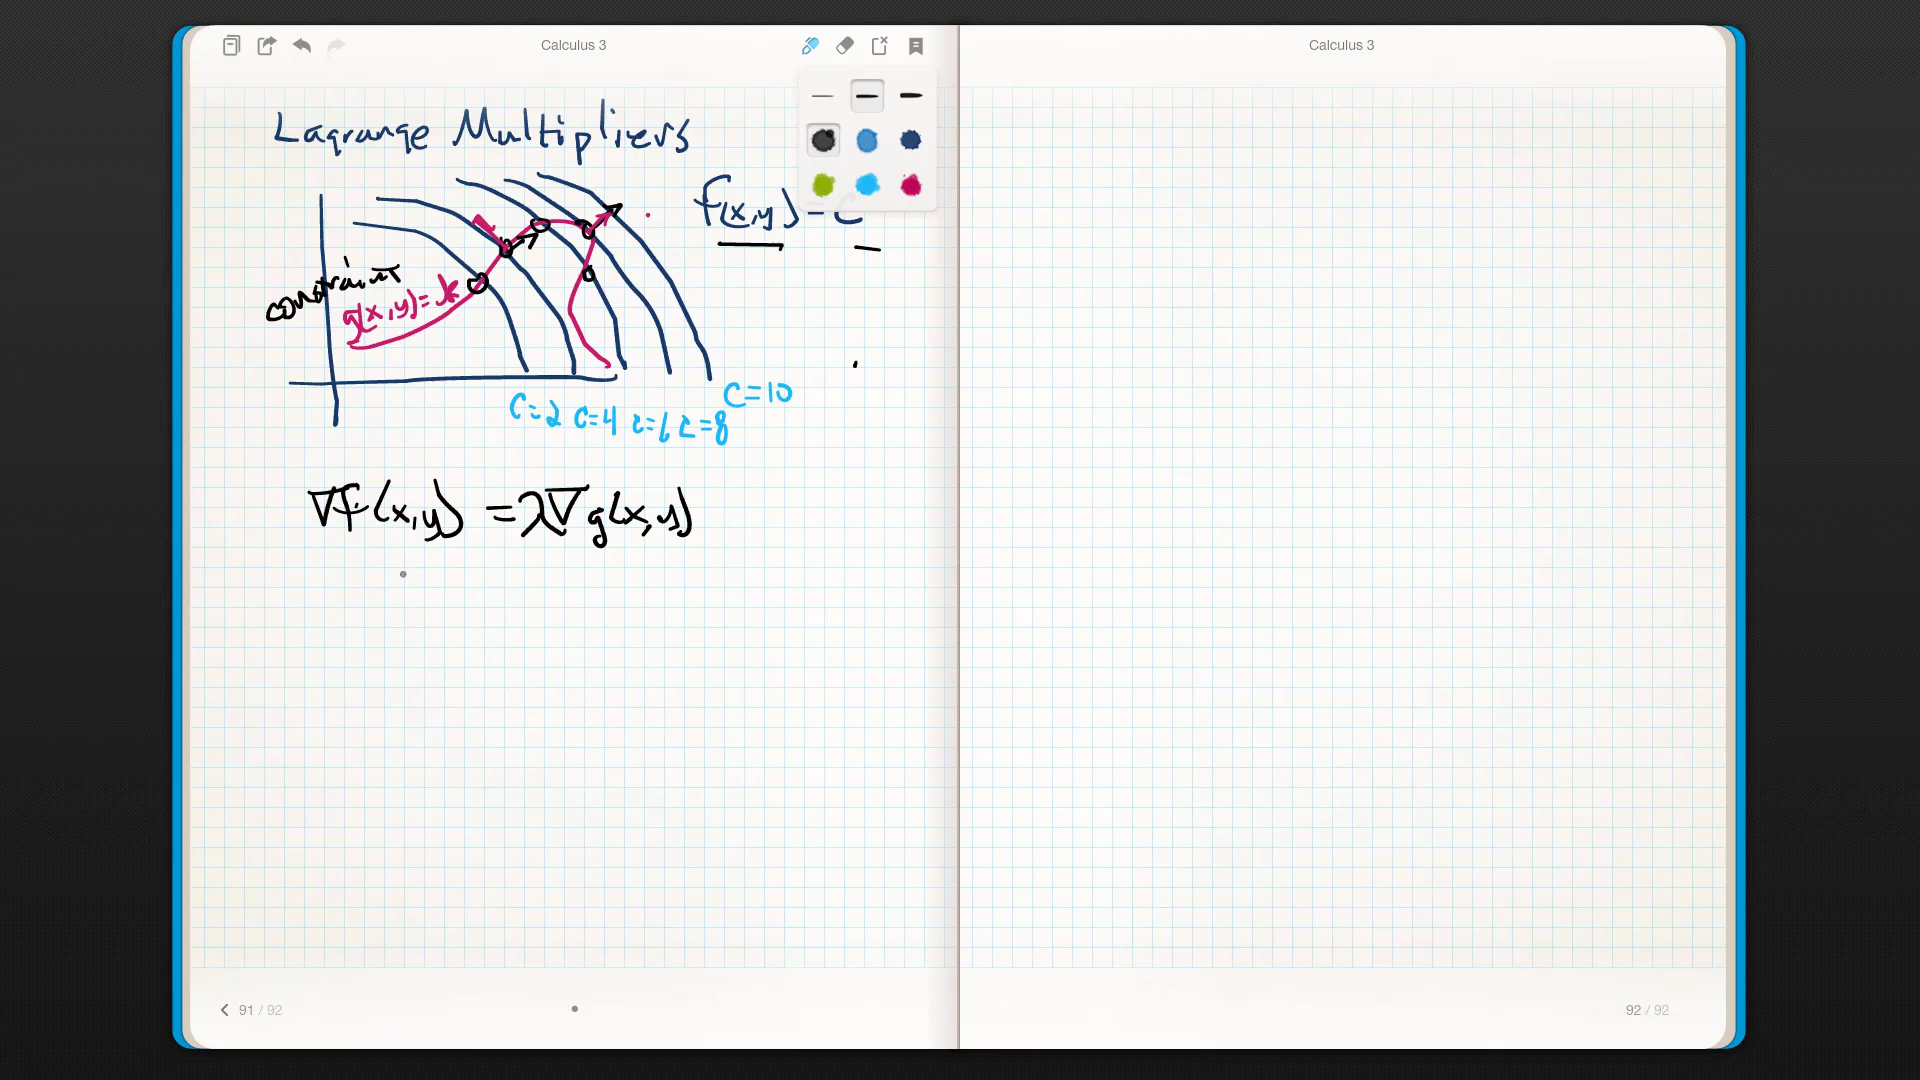 Calculus 3
Calculus 3
Lagrange Multipliers
f(x,y) = C
constraint
g(x,y)=k
C=10
C=2 C=4 C=6 C=8
∇f(x,y) = λ∇g(x,y)
91 / 92
92 / 92